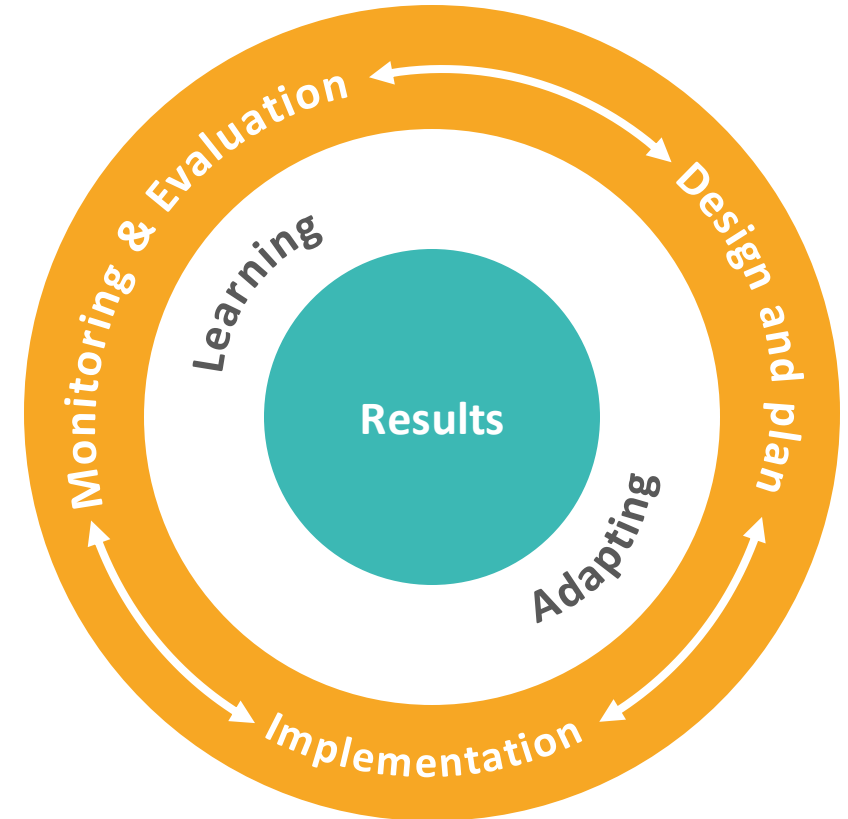 Monitoring & Evaluation
Design and plan
Implementation
Learning
Adapting
Results